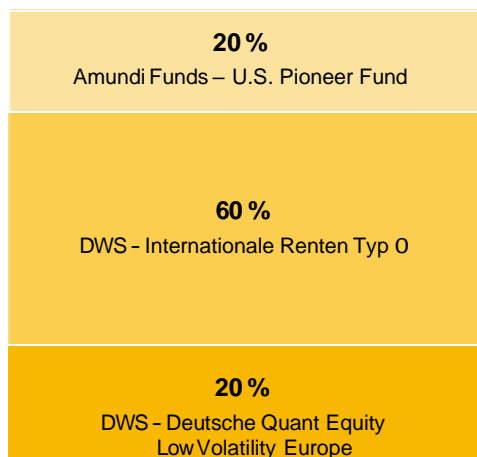 20 %
Amundi Funds – U.S. Pioneer Fund
60 %
DWS – Internationale Renten Typ O
20 %
DWS – Deutsche Quant Equity
Low Volatility Europe